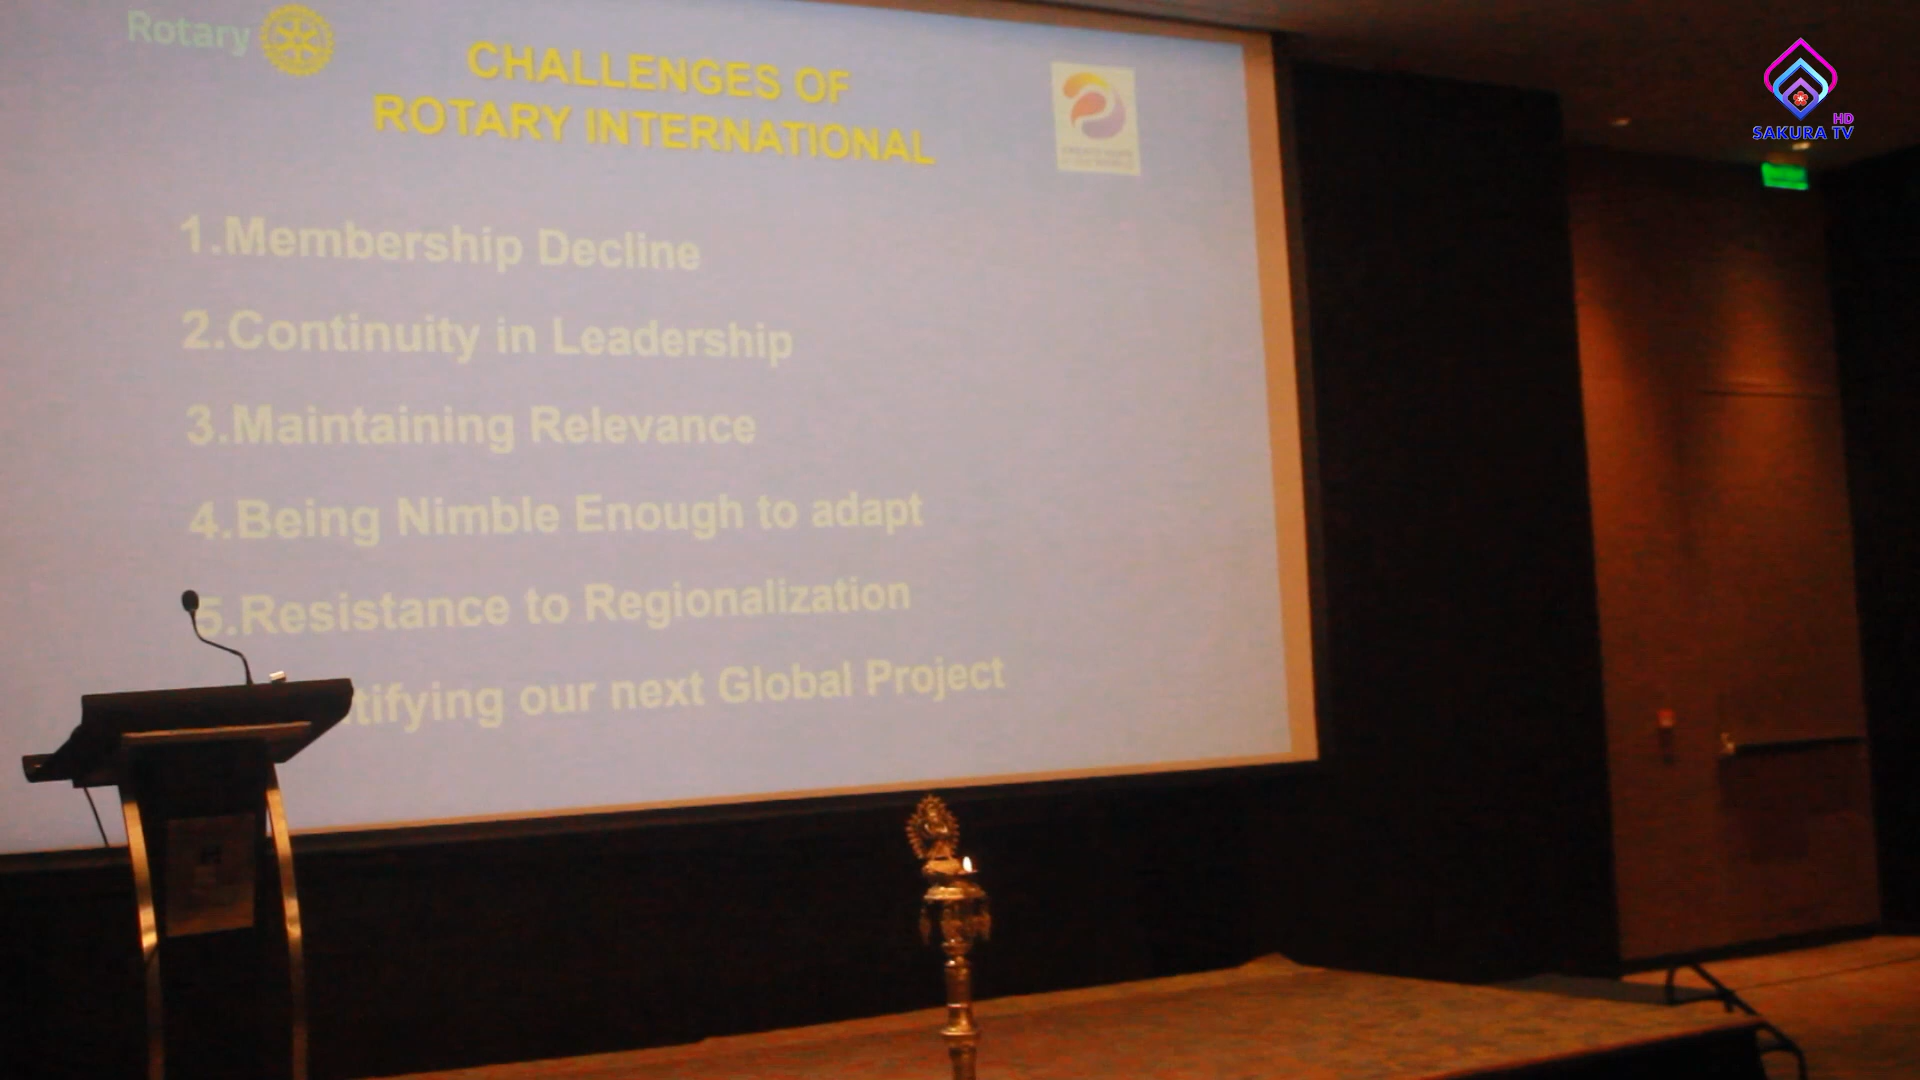 Rotary
CHALLENGES OF
ROTARY INTERNATIONAL
SAKURA TV HD
1.Membership Decline
2.Continuity in Leadership
3.Maintaining Relevance
4.Being Nimble Enough to adapt
5.Resistance to Regionalization
tifying our next Global Project